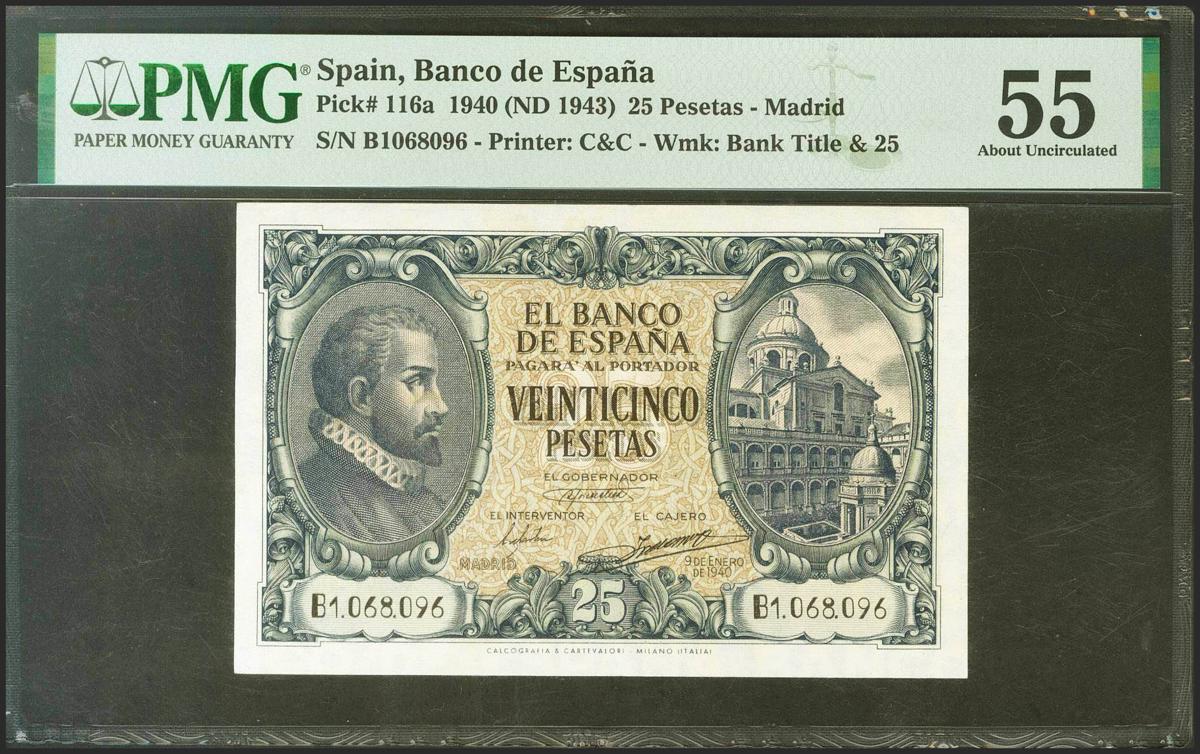 PMG®
PAPER MONEY GUARANTY
Spain, Banco de España
Pick# 116a 1940 (ND 1943) 25 Pesetas - Madrid
S/N B1068096 - Printer: C&C - Wmk: Bank Title & 25
55
About Uncirculated
EL BANCO
DE ESPAÑA
PAGARA' AL PORTADOR
25
VEINTICINCO
PESETAS
EL GOBERNADOR
EL INTERVENTOR EL CAJERO
MADRID 9 DE ENERO
DE 1940
B1.068.096 25 B1.068.096
CALCOGRAFIA & CARTEVALORI - MILANO (ITALIA)